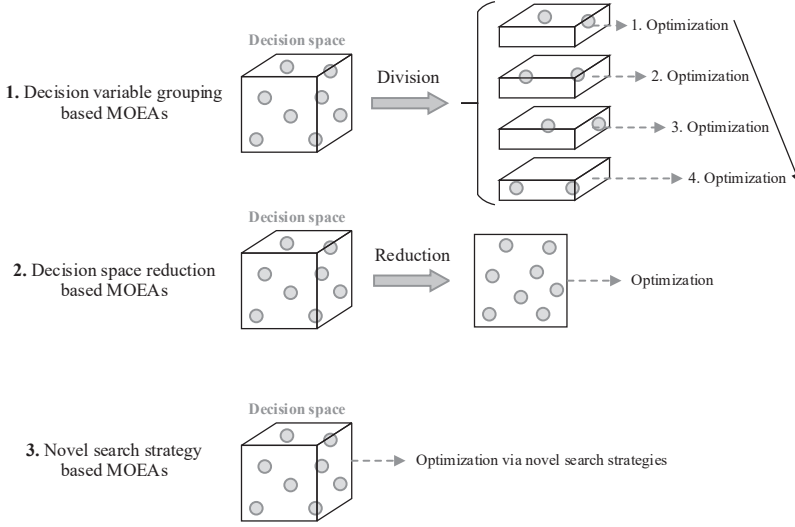 Decision space
1. Decision variable grouping
based MOEAs
Division
1. Optimization
2. Optimization
3. Optimization
4. Optimization
Decision space
2. Decision space reduction
based MOEAs
Reduction
Optimization
Decision space
3. Novel search strategy
based MOEAs
Optimization via novel search strategies